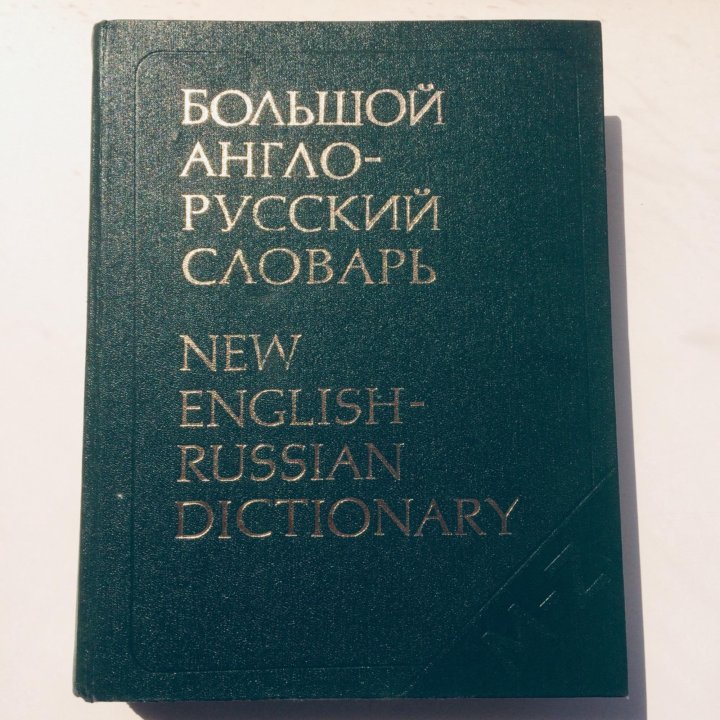 БОЛЬШОЙ
АНГЛО-
РУССКИЙ
СЛОВАРЬ
NEW
ENGLISH-
RUSSIAN
DICTIONARY
M-Z